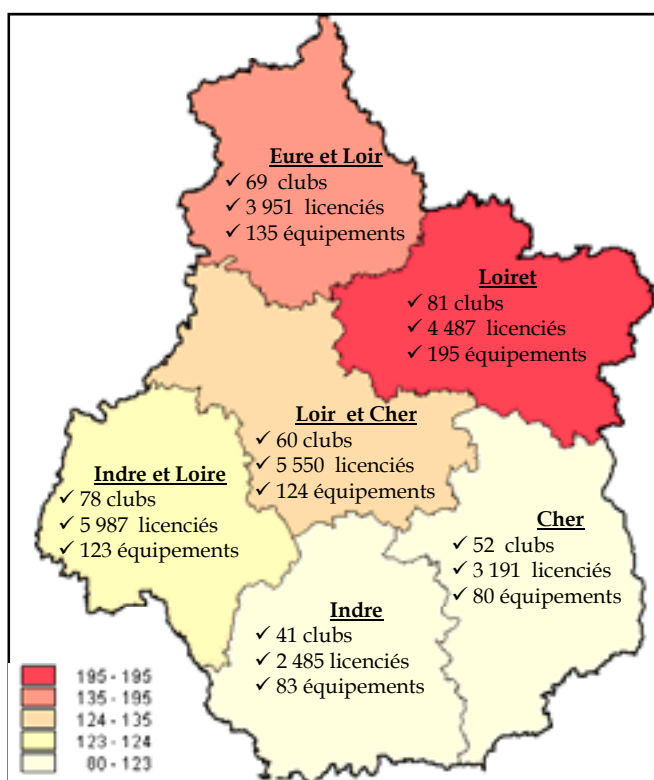 Eure et Loir
✓ 69 clubs
✓ 3 951 licenciés
✓ 135 équipements
Loiret
✓ 81 clubs
✓ 4 487 licenciés
✓ 195 équipements
Loir et Cher
✓ 60 clubs
✓ 5 550 licenciés
✓ 124 équipements
Indre et Loire
✓ 78 clubs
✓ 5 987 licenciés
✓ 123 équipements
Cher
✓ 52 clubs
✓ 3 191 licenciés
✓ 80 équipements
Indre
✓ 41 clubs
✓ 2 485 licenciés
✓ 83 équipements
195 - 195
135 - 195
124 - 135
123 - 124
80 - 123